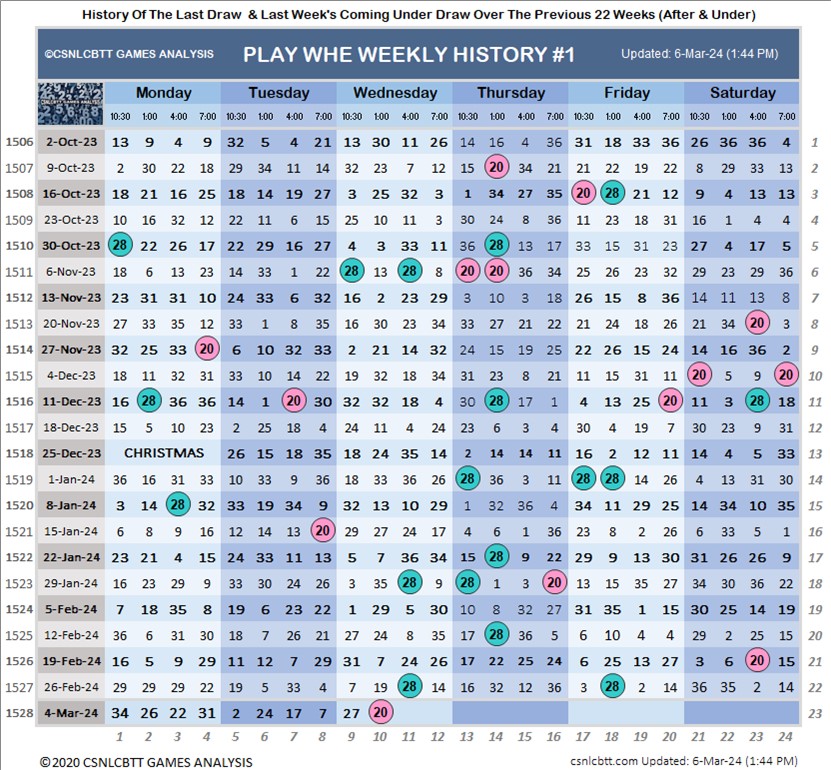 History Of The Last Draw & Last Week's Coming Under Draw Over The Previous 22 Weeks (After & Under)
©CSNLCBTT GAMES ANALYSIS PLAY WHE WEEKLY HISTORY #1 Updated: 6-Mar-24 (1:44 PM)
CSNLCBTT GAMES ANALYSIS
Monday Tuesday Wednesday Thursday Friday Saturday
10:30 1:00 4:00 7:00 10:30 1:00 4:00 7:00 10:30 1:00 4:00 7:00 10:30 1:00 4:00 7:00 10:30 1:00 4:00 7:00 10:30 1:00 4:00 7:00
1506 2-Oct-23 13 9 4 9 32 5 4 21 13 30 11 26 14 16 4 36 31 18 33 36 26 36 36 4 1
1507 9-Oct-23 2 30 22 18 29 34 11 14 32 23 7 12 15 20 34 21 21 22 19 22 8 29 33 13 2
1508 16-Oct-23 18 21 16 25 18 14 19 27 3 25 32 3 1 34 27 35 20 28 21 12 9 4 13 13 3
1509 23-Oct-23 10 16 32 12 22 11 6 15 25 10 11 3 30 24 8 36 11 23 18 31 16 1 4 4 4
1510 30-Oct-23 28 22 26 17 22 29 16 27 4 3 33 11 36 28 13 17 33 15 31 23 27 4 17 5 5
1511 6-Nov-23 18 6 13 23 14 33 1 22 28 13 28 8 20 20 36 34 25 26 23 32 29 23 29 36 6
1512 13-Nov-23 23 31 31 10 24 33 6 32 16 2 23 29 3 10 3 18 26 15 8 36 14 11 13 8 7
1513 20-Nov-23 27 33 35 12 33 1 8 35 16 30 23 34 33 27 21 22 21 24 18 26 21 34 20 3 8
1514 27-Nov-23 32 25 33 20 6 10 32 33 2 21 14 32 24 15 19 25 22 26 15 24 14 16 36 2 9
1515 4-Dec-23 18 11 32 31 33 10 14 22 19 32 18 34 31 23 8 21 11 15 31 11 20 5 9 20 10
1516 11-Dec-23 16 28 36 36 14 1 20 30 32 32 18 4 30 28 17 1 4 13 25 20 11 3 28 18 11
1517 18-Dec-23 15 5 10 23 2 25 18 4 24 11 4 24 23 6 3 4 30 4 19 7 30 23 9 31 12
1518 25-Dec-23 CHRISTMAS 26 15 18 35 18 24 35 14 2 14 14 11 16 2 12 11 14 4 5 33 13
1519 1-Jan-24 36 16 31 33 10 33 9 36 18 33 36 26 28 36 3 11 28 28 14 26 31 30 4 21 14
1520 8-Jan-24 3 14 28 32 33 19 34 9 32 13 10 29 1 32 36 4 34 11 29 25 14 34 10 35 15
1521 15-Jan-24 6 8 9 16 12 14 13 20 29 27 24 17 4 6 1 36 23 8 2 26 6 33 5 1 16
1522 22-Jan-24 23 21 4 15 24 33 11 13 5 7 36 34 15 28 9 22 29 9 13 30 31 26 26 9 17
1523 29-Jan-24 16 23 29 9 33 30 24 26 3 35 28 9 28 1 3 20 13 15 35 27 34 30 36 22 18
1524 5-Feb-24 7 18 35 8 19 6 23 22 1 29 5 30 10 8 32 27 31 35 1 15 30 25 14 19 19
1525 12-Feb-24 36 6 31 30 18 7 26 21 27 24 8 35 17 28 36 5 6 10 4 4 29 2 25 15 20
1526 19-Feb-24 16 5 9 29 11 12 7 29 31 7 24 26 17 22 25 24 6 25 13 27 3 6 20 15 21
1527 26-Feb-24 29 29 29 22 19 5 33 4 7 19 28 14 16 32 12 36 3 28 2 14 36 35 2 14 22
1528 4-Mar-24 34 26 22 31 2 24 17 7 27 20 23
1 2 3 4 5 6 7 8 9 10 11 12 13 14 15 16 17 18 19 20 21 22 23 24
©2020 CSNLCBTT GAMES ANALYSIS csnlcbtt.com Updated: 6-Mar-24 (1:44 PM)